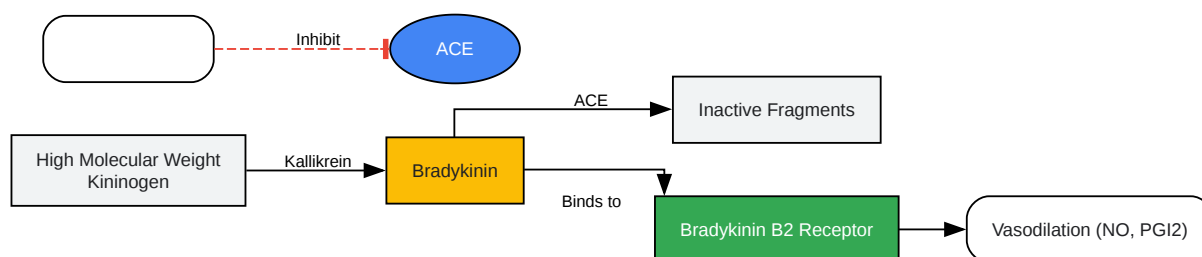 Inhibit
ACE
ACE
Inactive Fragments
High Molecular Weight
Kininogen
Kallikrein
Bradykinin
Binds to
Bradykinin B2 Receptor
Vasodilation (NO, PGI2)